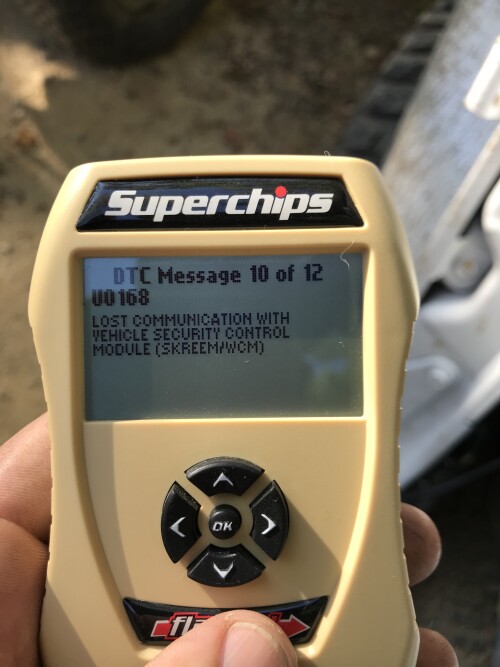 Superchips
DTC Message 10 of 12
U0168
LOST COMMUNICATION WITH
VEHICLE SECURITY CONTROL
MODULE (SKREEM/WCM)
OK